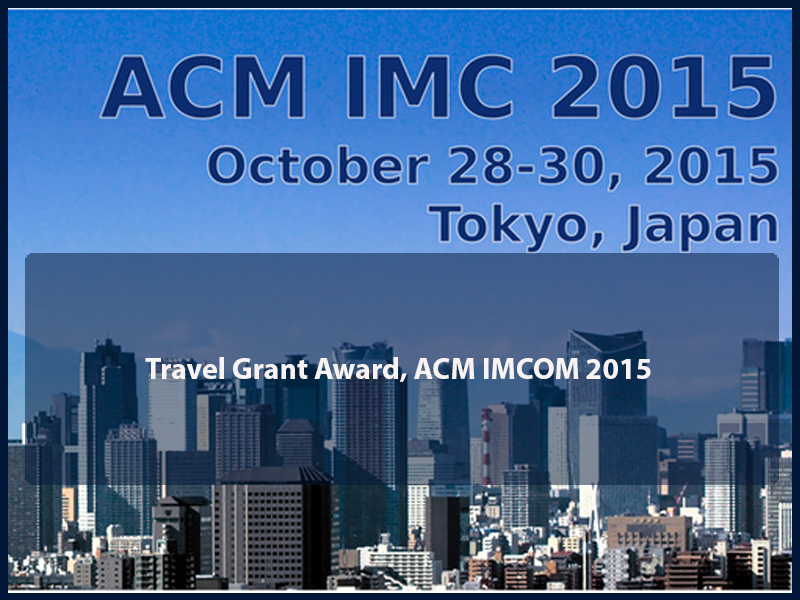 ACM IMC 2015
October 28-30, 2015
Tokyo, Japan
Travel Grant Award, ACM IMCOM 2015